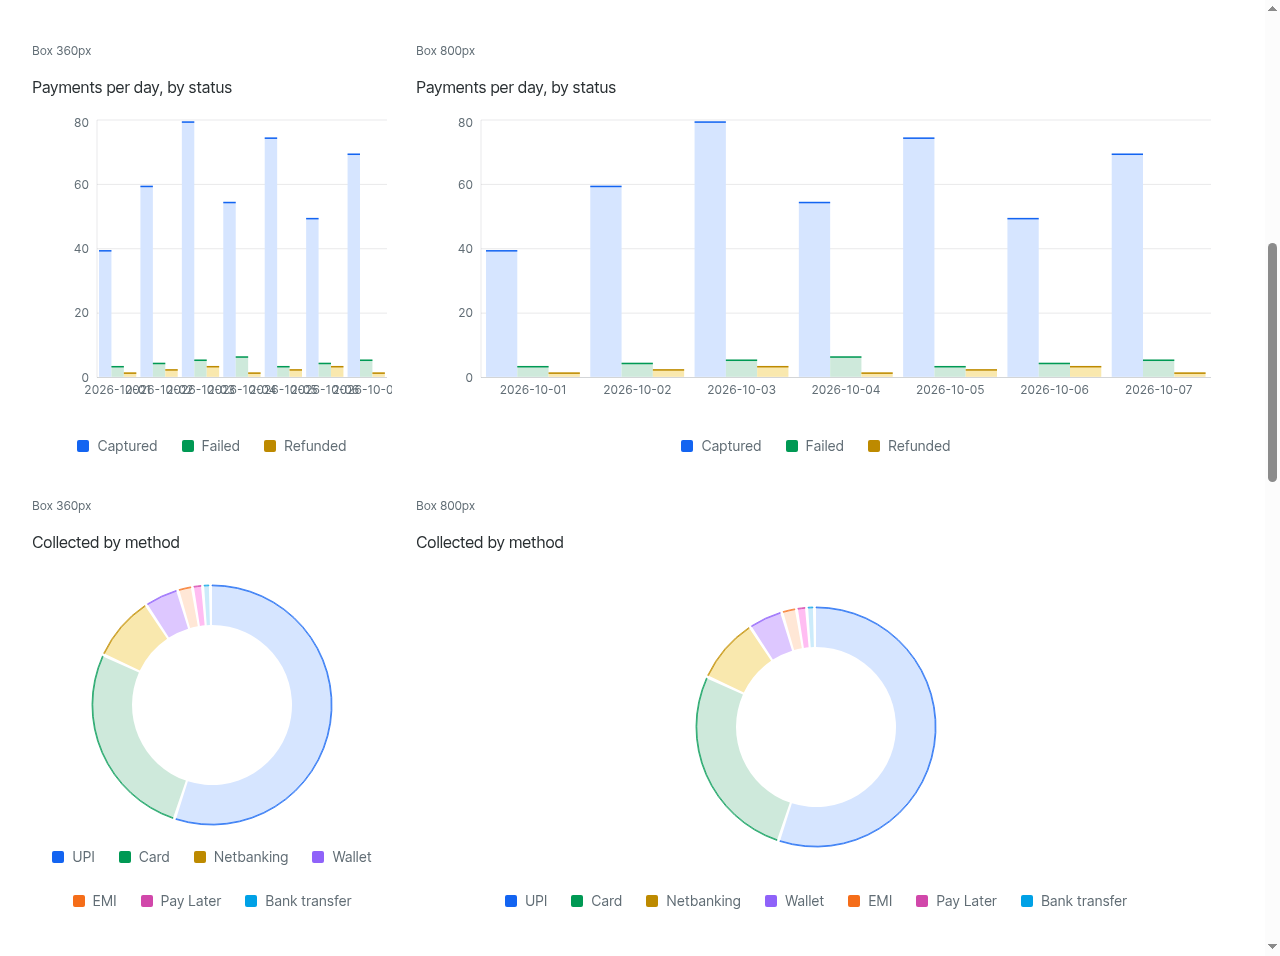 Box 360px
Payments per day, by status
80
60
40
20
0
Captured Failed Refunded
Box 800px
Payments per day, by status
80
60
40
20
0
2026-10-01 2026-10-02 2026-10-03 2026-10-04 2026-10-05 2026-10-06 2026-10-07
Captured Failed Refunded
Box 360px
Collected by method
UPI Card Netbanking Wallet
EMI Pay Later Bank transfer
Box 800px
Collected by method
UPI Card Netbanking Wallet EMI Pay Later Bank transfer